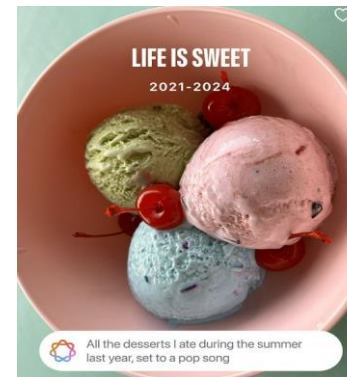 LIFE IS SWEET
2021-2024
All the desserts I ate during the summer
last year, set to a pop song